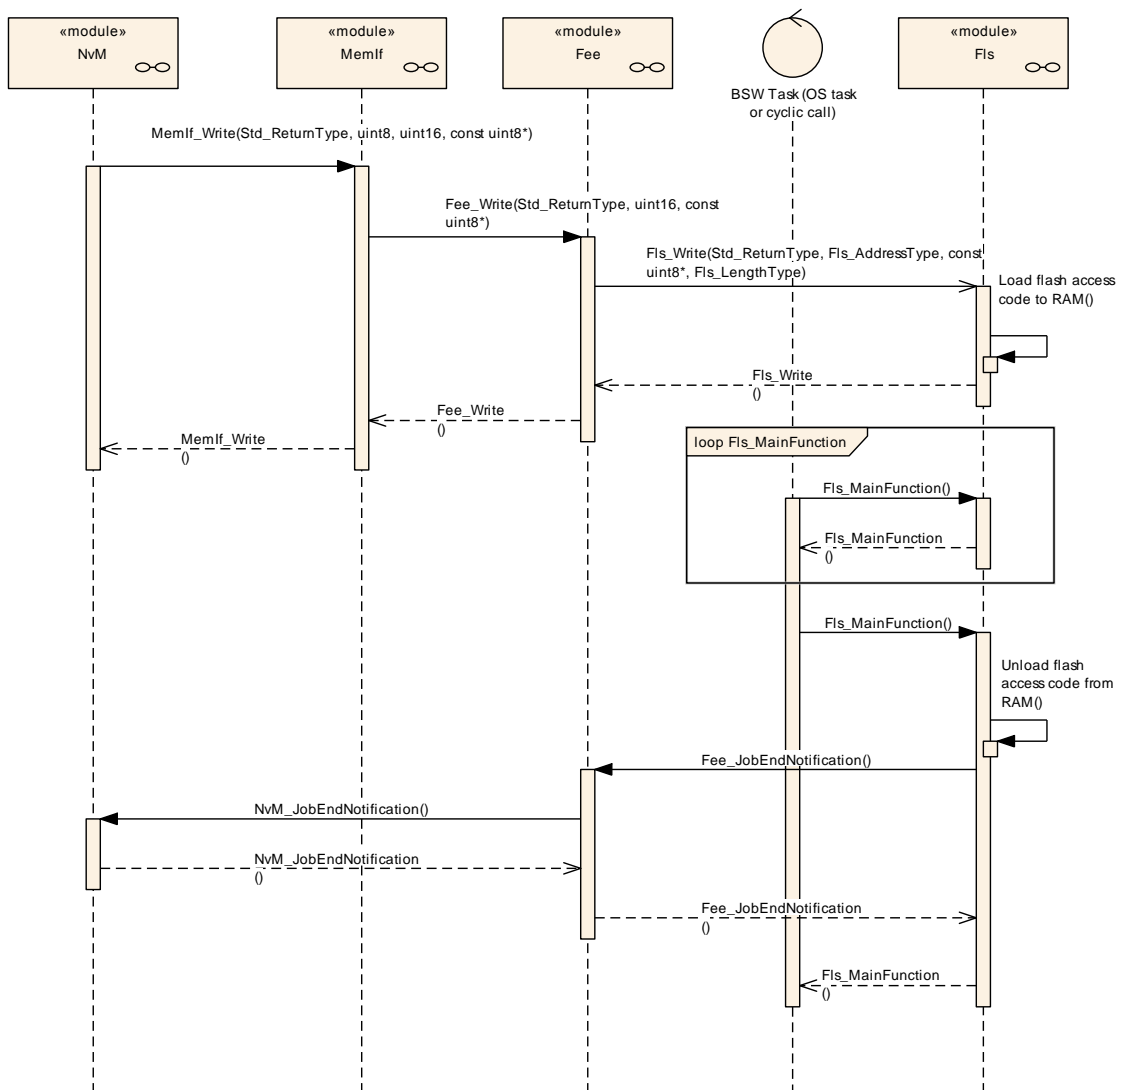 «module»
NvM
«module»
MemIf
«module»
Fee
BSW Task (OS task
or cyclic call)
«module»
Fls
MemIf_Write(Std_ReturnType, uint8, uint16, const uint8*)
Fee_Write(Std_ReturnType, uint16, const
uint8*)
Fls_Write(Std_ReturnType, Fls_AddressType, const
uint8*, Fls_LengthType)
Load flash access
code to RAM()
Fls_Write
()
Fee_Write
()
MemIf_Write
()
loop Fls_MainFunction
Fls_MainFunction()
Fls_MainFunction
()
Fls_MainFunction()
Unload flash
access code from
RAM()
Fee_JobEndNotification()
NvM_JobEndNotification()
NvM_JobEndNotification
()
Fee_JobEndNotification
()
Fls_MainFunction
()